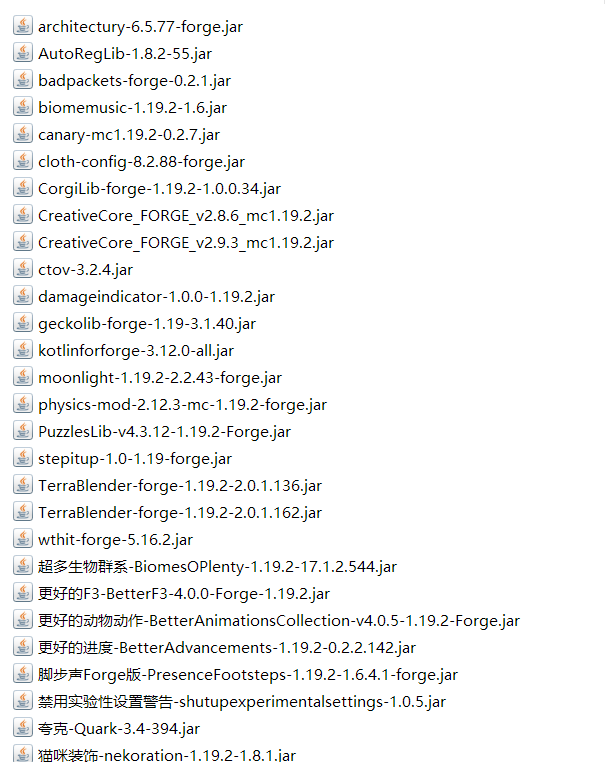 architectury-6.5.77-forge.jar
AutoRegLib-1.8.2-55.jar
badpackets-forge-0.2.1.jar
biomemusic-1.19.2-1.6.jar
canary-mc1.19.2-0.2.7.jar
cloth-config-8.2.88-forge.jar
CorgiLib-forge-1.19.2-1.0.0.34.jar
CreativeCore_FORGE_v2.8.6_mc1.19.2.jar
CreativeCore_FORGE_v2.9.3_mc1.19.2.jar
ctov-3.2.4.jar
damageindicator-1.0.0-1.19.2.jar
geckolib-forge-1.19-3.1.40.jar
kotlinforforge-3.12.0-all.jar
moonlight-1.19.2-2.2.43-forge.jar
physics-mod-2.12.3-mc-1.19.2-forge.jar
PuzzlesLib-v4.3.12-1.19.2-Forge.jar
stepitup-1.0-1.19-forge.jar
TerraBlender-forge-1.19.2-2.0.1.136.jar
TerraBlender-forge-1.19.2-2.0.1.162.jar
wthit-forge-5.16.2.jar
超多生物群系-BiomesOPlenty-1.19.2-17.1.2.544.jar
更好的F3-BetterF3-4.0.0-Forge-1.19.2.jar
更好的动物动作-BetterAnimationsCollection-v4.0.5-1.19.2-Forge.jar
更好的进度-BetterAdvancements-1.19.2-0.2.2.142.jar
脚步声Forge版-PresenceFootsteps-1.19.2-1.6.4.1-forge.jar
禁用实验性设置警告-shutupexperimentalsettings-1.0.5.jar
夸克-Quark-3.4-394.jar
猫咪装饰-nekoration-1.19.2-1.8.1.jar